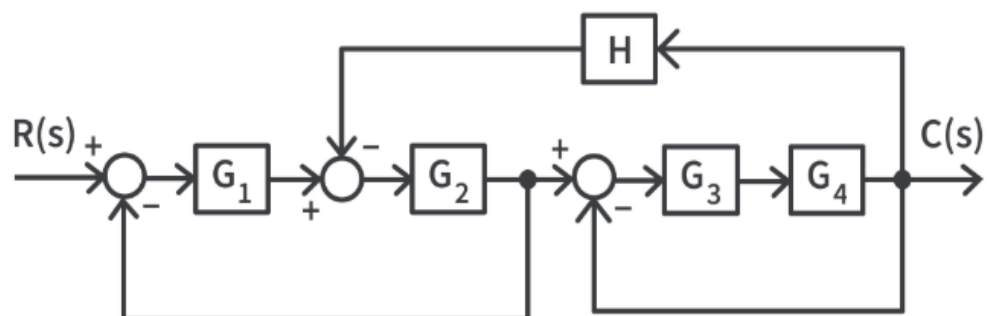 H
R(s) + − C(s)
G₁ + − G₂ + − G₃ G₄